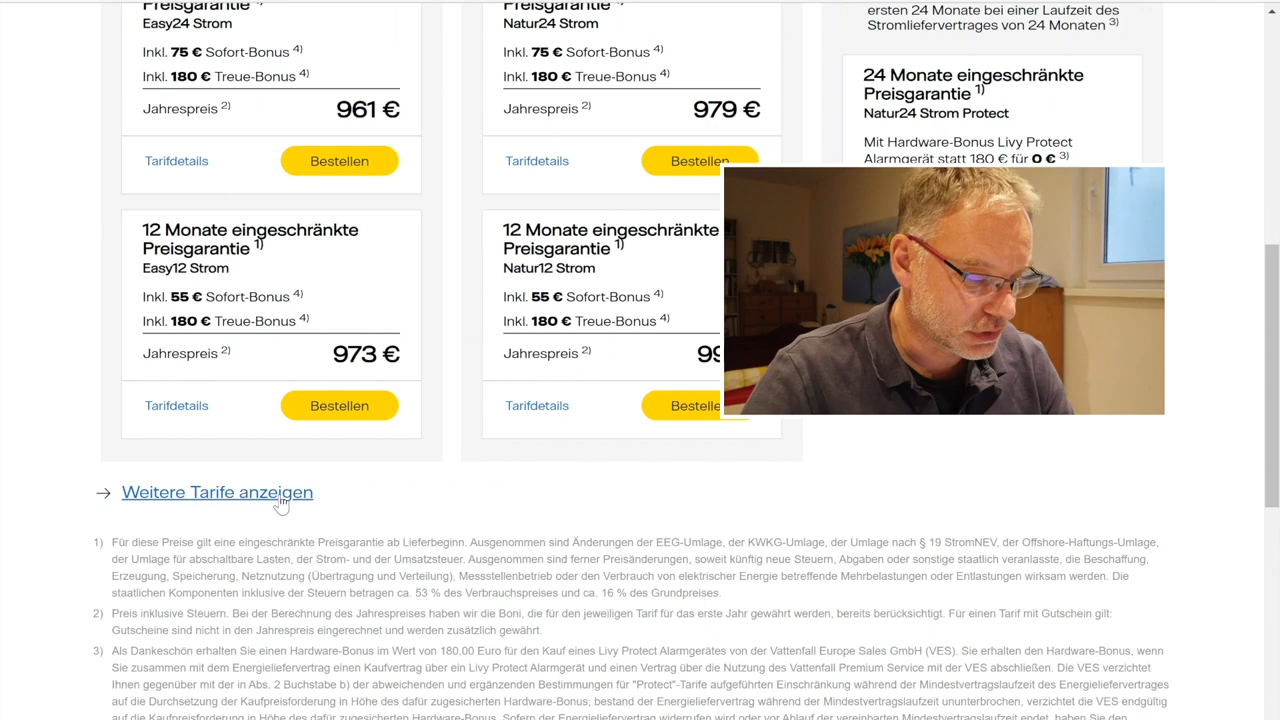 Preisgarantie 1)
Easy24 Strom
Inkl. 75 € Sofort-Bonus 4)
Inkl. 180 € Treue-Bonus 4)
Jahrespreis 2) 961 €
Tarifdetails Bestellen
12 Monate eingeschränkte
Preisgarantie 1)
Easy12 Strom
Inkl. 55 € Sofort-Bonus 4)
Inkl. 180 € Treue-Bonus 4)
Jahrespreis 2) 973 €
Tarifdetails Bestellen
Preisgarantie 1)
Natur24 Strom
Inkl. 75 € Sofort-Bonus 4)
Inkl. 180 € Treue-Bonus 4)
Jahrespreis 2) 979 €
Tarifdetails Bestellen
12 Monate eingeschränkte
Preisgarantie 1)
Natur12 Strom
Inkl. 55 € Sofort-Bonus 4)
Inkl. 180 € Treue-Bonus 4)
Jahrespreis 2)
Tarifdetails Bestelle
ersten 24 Monate bei einer Laufzeit des
Stromliefervertrages von 24 Monaten 3)
24 Monate eingeschränkte
Preisgarantie 1)
Natur24 Strom Protect
Mit Hardware-Bonus Livy Protect
Alarmgerät statt 180 € für 0 € 3)
→ Weitere Tarife anzeigen
1) Für diese Preise gilt eine eingeschränkte Preisgarantie ab Lieferbeginn. Ausgenommen sind Änderungen der EEG-Umlage, der KWKG-Umlage, der Umlage nach § 19 StromNEV, der Offshore-Haftungs-Umlage,
der Umlage für abschaltbare Lasten, der Strom- und der Umsatzsteuer. Ausgenommen sind ferner Preisänderungen, soweit künftig neue Steuern, Abgaben oder sonstige staatlich veranlasste, die Beschaffung,
Erzeugung, Speicherung, Netznutzung (Übertragung und Verteilung), Messstellenbetrieb oder den Verbrauch von elektrischer Energie betreffende Mehrbelastungen oder Entlastungen wirksam werden. Die
staatlichen Komponenten inklusive der Steuern betragen ca. 53 % des Verbrauchspreises und ca. 16 % des Grundpreises.
2) Preis inklusive Steuern. Bei der Berechnung des Jahrespreises haben wir die Boni, die für den jeweiligen Tarif für das erste Jahr gewährt werden, bereits berücksichtigt. Für einen Tarif mit Gutschein gilt:
Gutscheine sind nicht in den Jahrespreis eingerechnet und werden zusätzlich gewährt.
3) Als Dankeschön erhalten Sie einen Hardware-Bonus im Wert von 180,00 Euro für den Kauf eines Livy Protect Alarmgerätes von der Vattenfall Europe Sales GmbH (VES). Sie erhalten den Hardware-Bonus, wenn
Sie zusammen mit dem Energieliefervertrag einen Kaufvertrag über ein Livy Protect Alarmgerät und einen Vertrag über die Nutzung des Vattenfall Premium Service mit der VES abschließen. Die VES verzichtet
Ihnen gegenüber mit der in Abs. 2 Buchstabe b) der abweichenden und ergänzenden Bestimmungen für "Protect"-Tarife aufgeführten Einschränkung während der Mindestvertragslaufzeit des Energieliefervertrages
auf die Durchsetzung der Kaufpreisforderung in Höhe des dafür zugesicherten Hardware-Bonus; bestand der Energieliefervertrag während der Mindestvertragslaufzeit ununterbrochen, verzichtet die VES endgültig
auf die Kaufpreisforderung in Höhe des dafür zugesicherten Hardware-Bonus. Sofern der Energieliefervertrag widerrufen wird oder vor Ablauf der vereinbarten Mindestvertragslaufzeit endet, haben Sie den